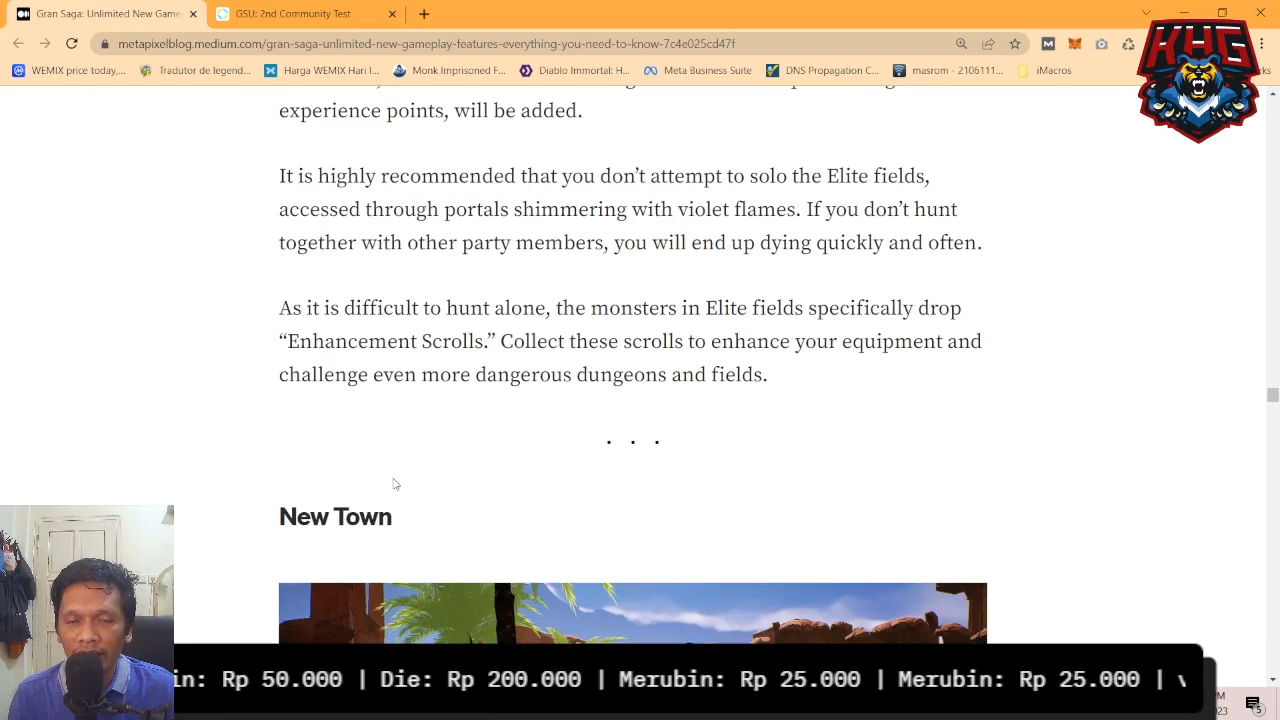 Gran Saga: Unlimited New Game
GSU: 2nd Community Test
metapixelblog.medium.com/gran-saga-unlimited-new-gameplay-features-everything-you-need-to-know-7c4e025cd47f
WEMIX price today,...
Tradutor de legend...
Harga WEMIX Hari I...
Monk Imprisoned F...
Diablo Immortal: H...
Meta Business Suite
DNS Propagation C...
masrom - 2106111...
iMacros
KHG
experience points, will be added.
It is highly recommended that you don’t attempt to solo the Elite fields,
accessed through portals shimmering with violet flames. If you don’t hunt
together with other party members, you will end up dying quickly and often.
As it is difficult to hunt alone, the monsters in Elite fields specifically drop
“Enhancement Scrolls.” Collect these scrolls to enhance your equipment and
challenge even more dangerous dungeons and fields.
. . .
New Town
in: Rp 50.000 | Die: Rp 200.000 | Merubin: Rp 25.000 | Merubin: Rp 25.000 |